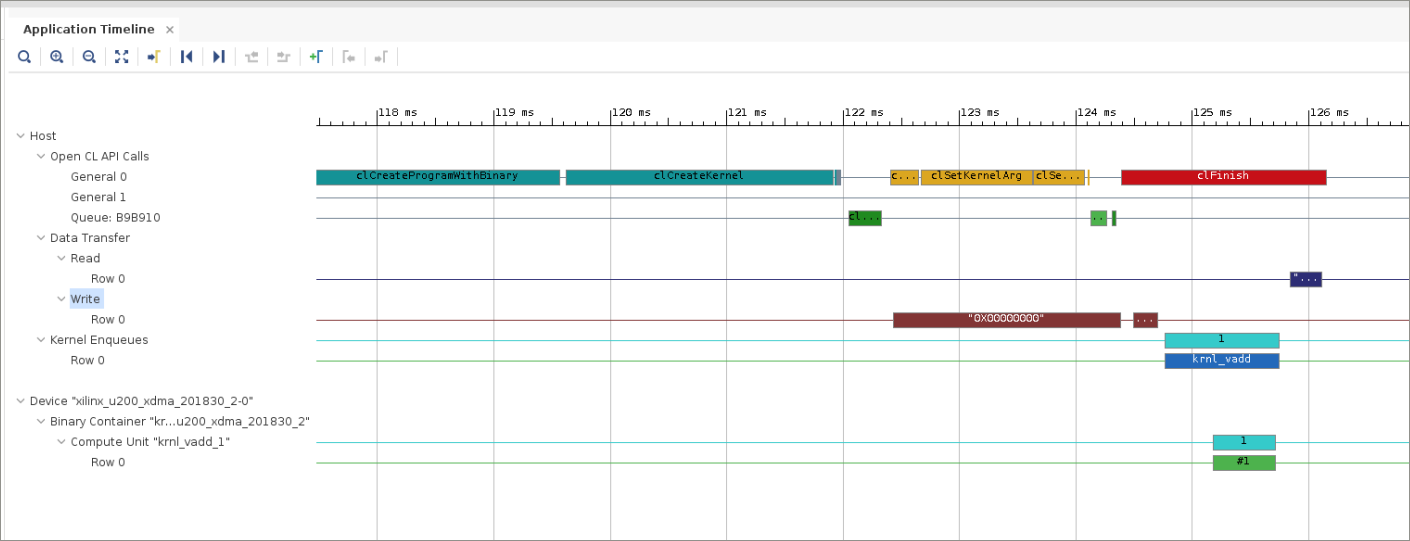 Application Timeline ×
118 ms 119 ms 120 ms 121 ms 122 ms 123 ms 124 ms 125 ms 126 ms
Host
Open CL API Calls
General 0 clCreateProgramWithBinary clCreateKernel c... clSetKernelArg clSe... clFinish
General 1
Queue: B9B910 cl... ..
Data Transfer
Read
Row 0 "...
Write
Row 0 "0X00000000" ...
Kernel Enqueues 1
Row 0 krnl_vadd
Device "xilinx_u200_xdma_201830_2-0"
Binary Container "kr...u200_xdma_201830_2"
Compute Unit "krnl_vadd_1" 1
Row 0 #1